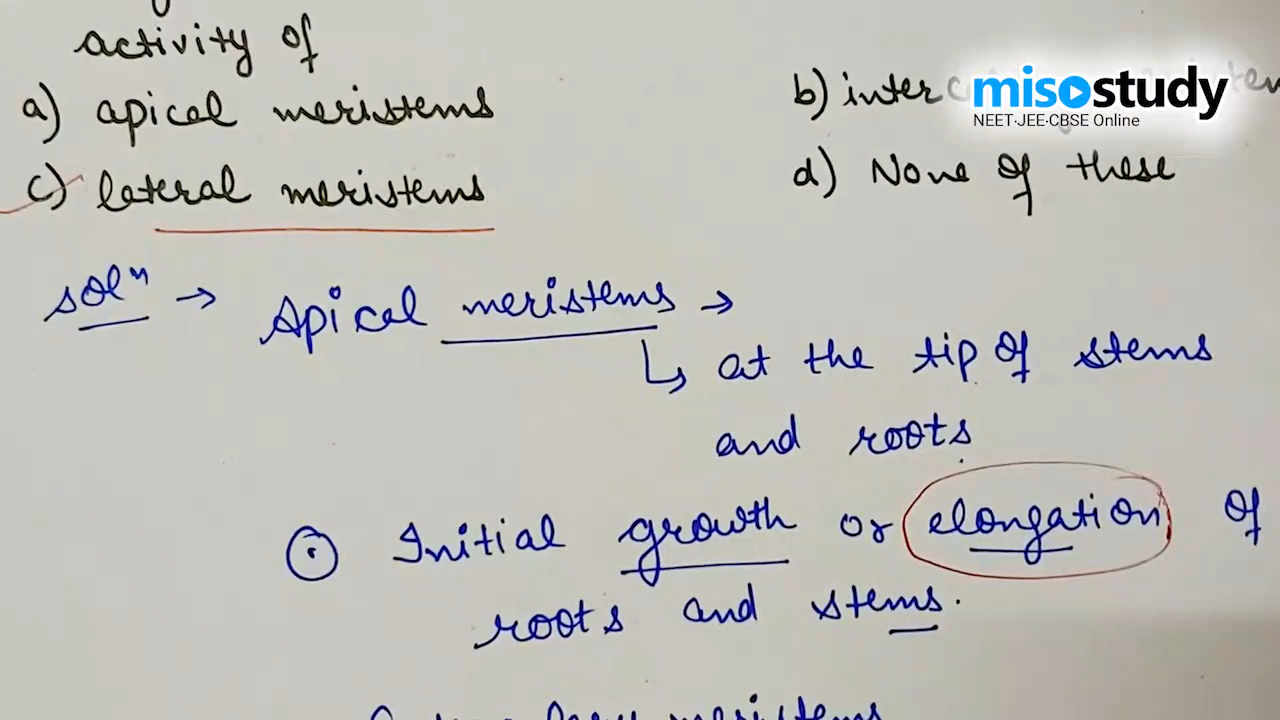 activity of
a) apical meristems
b) inter
misostudy
NEET·JEE·CBSE Online
c) lateral meristems
d) None of these
solⁿ → Apical meristems →
↳ at the tip of stems
and roots
⊙ Initial growth or elongation of
roots and stems.
meristems